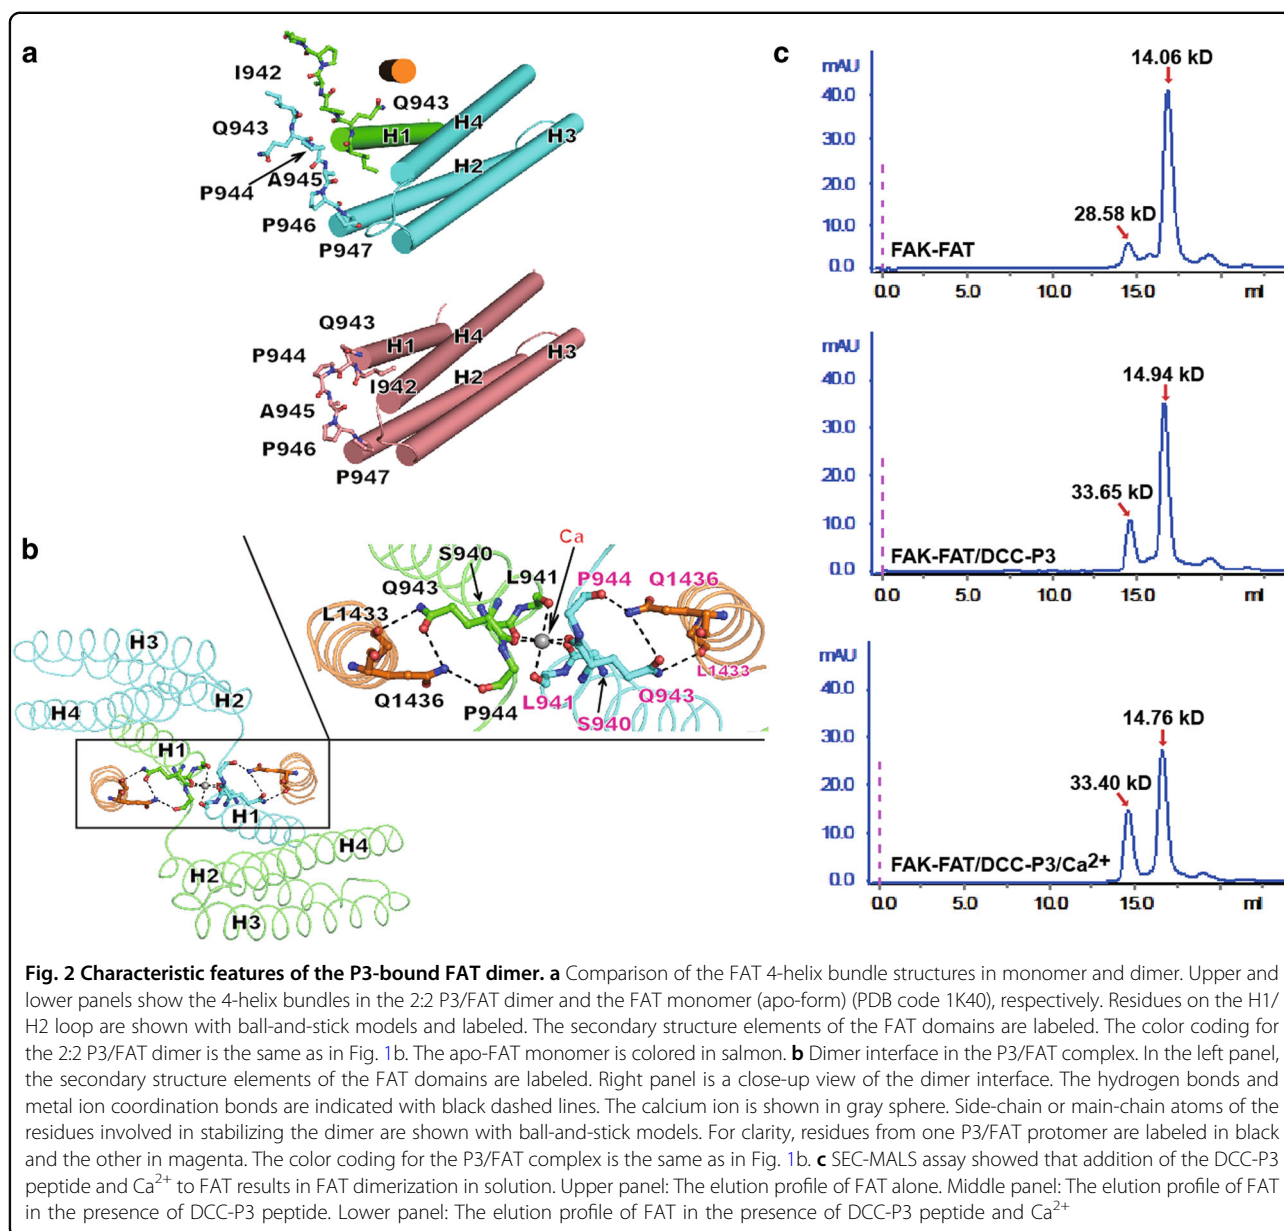 a
I942
Q943
Q943
H4
H1
H3
H2
A945
P944
P946
P947
Q943
P944
H1
H4
H3
H2
I942
A945
P946
P947
b
Ca
S940
Q943
L941
P944
Q1436
L1433
L1433
Q1436
P944
L941
Q943
S940
H3
H4
H2
H1
H1
H4
H2
H3
c
mAU
14.06 kD
40.0
30.0
20.0
28.58 kD
10.0
FAK-FAT
0.0
0.0 5.0 10.0 15.0 ml
mAU
14.94 kD
40.0
30.0
20.0
33.65 kD
10.0
FAK-FAT/DCC-P3
0.0
0.0 5.0 10.0 15.0 ml
mAU
40.0
14.76 kD
30.0
33.40 kD
20.0
10.0
FAK-FAT/DCC-P3/Ca2+
0.0
0.0 5.0 10.0 15.0 ml
Fig. 2 Characteristic features of the P3-bound FAT dimer. a Comparison of the FAT 4-helix bundle structures in monomer and dimer. Upper and
lower panels show the 4-helix bundles in the 2:2 P3/FAT dimer and the FAT monomer (apo-form) (PDB code 1K40), respectively. Residues on the H1/
H2 loop are shown with ball-and-stick models and labeled. The secondary structure elements of the FAT domains are labeled. The color coding for
the 2:2 P3/FAT dimer is the same as in Fig. 1b. The apo-FAT monomer is colored in salmon. b Dimer interface in the P3/FAT complex. In the left panel,
the secondary structure elements of the FAT domains are labeled. Right panel is a close-up view of the dimer interface. The hydrogen bonds and
metal ion coordination bonds are indicated with black dashed lines. The calcium ion is shown in gray sphere. Side-chain or main-chain atoms of the
residues involved in stabilizing the dimer are shown with ball-and-stick models. For clarity, residues from one P3/FAT protomer are labeled in black
and the other in magenta. The color coding for the P3/FAT complex is the same as in Fig. 1b. c SEC-MALS assay showed that addition of the DCC-P3
peptide and Ca2+ to FAT results in FAT dimerization in solution. Upper panel: The elution profile of FAT alone. Middle panel: The elution profile of FAT
in the presence of DCC-P3 peptide. Lower panel: The elution profile of FAT in the presence of DCC-P3 peptide and Ca2+